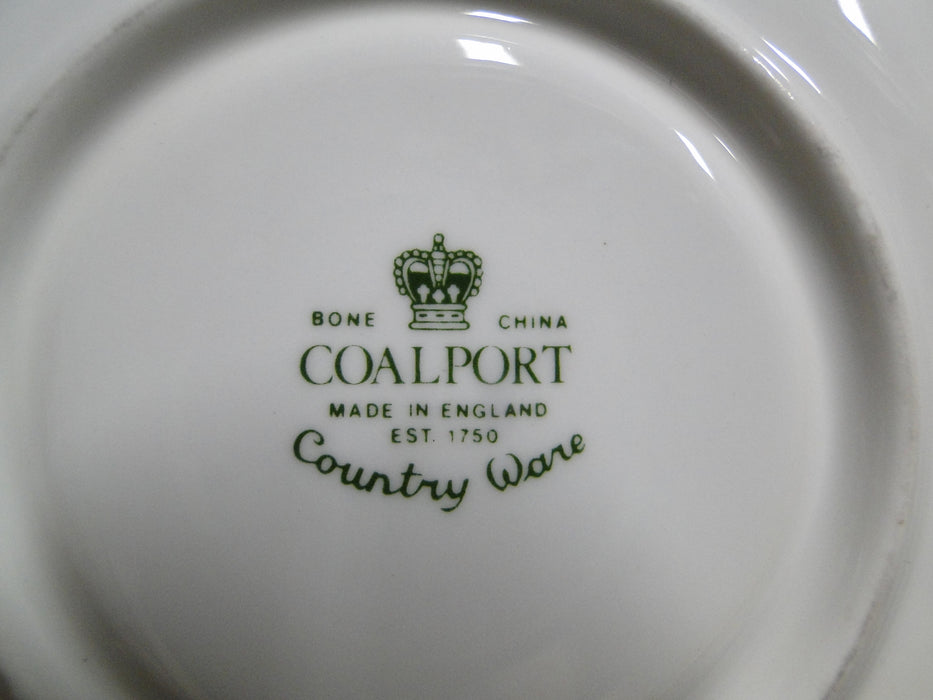 BONE CHINA
COALPORT
MADE IN ENGLAND
EST. 1750
Country Ware